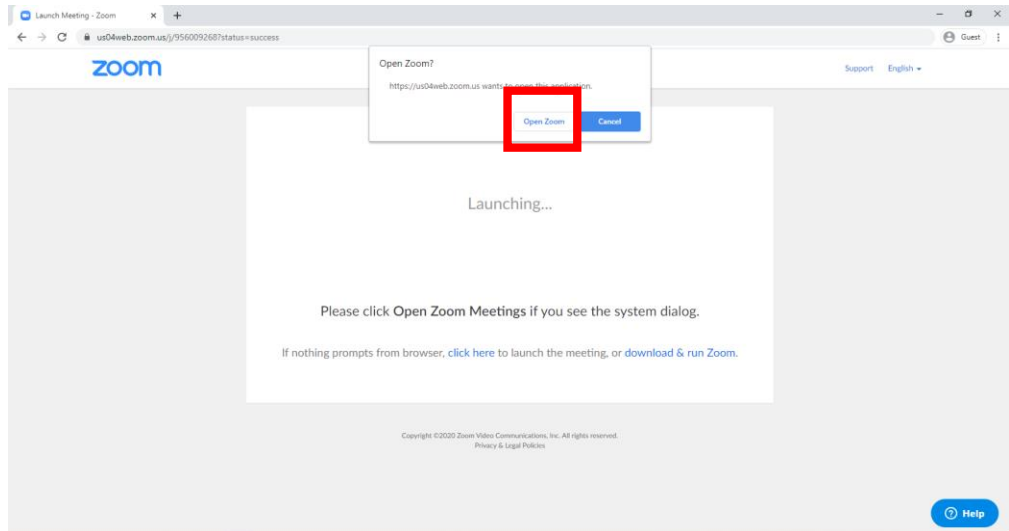 Launch Meeting - Zoom
us04web.zoom.us/j/956009268?status=success
Guest
zoom
Support English
Open Zoom?
https://us04web.zoom.us wants to open this application.
Open Zoom Cancel
Launching...
Please click Open Zoom Meetings if you see the system dialog.
If nothing prompts from browser, click here to launch the meeting, or download & run Zoom.
Copyright ©2020 Zoom Video Communications, Inc. All rights reserved.
Privacy & Legal Policies
Help